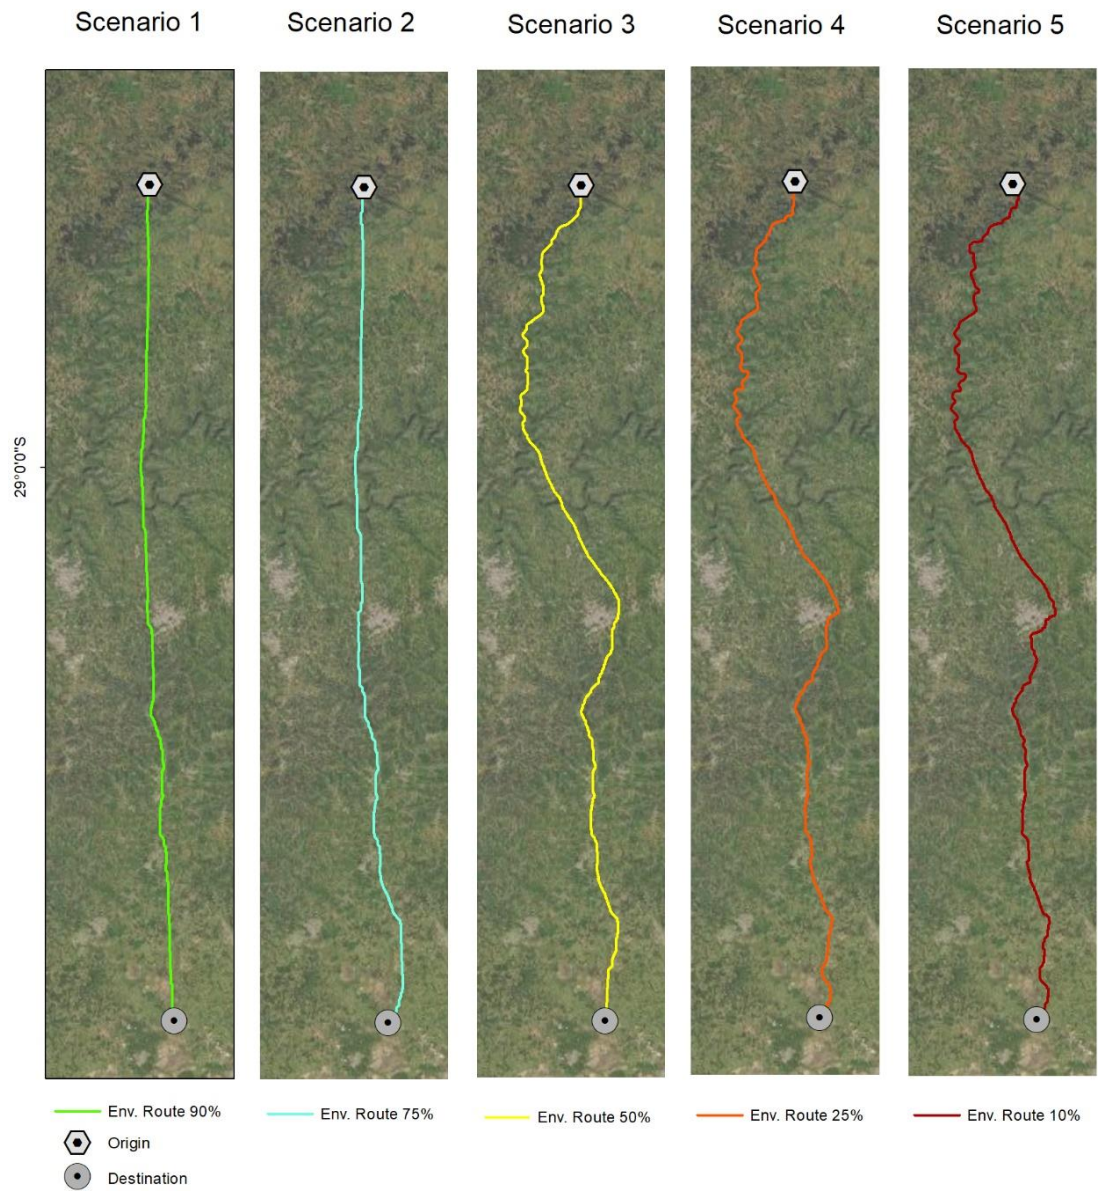 Scenario 1
Scenario 2
Scenario 3
Scenario 4
Scenario 5
29°0'0"S
Env. Route 90%
Env. Route 75%
Env. Route 50%
Env. Route 25%
Env. Route 10%
Origin
Destination